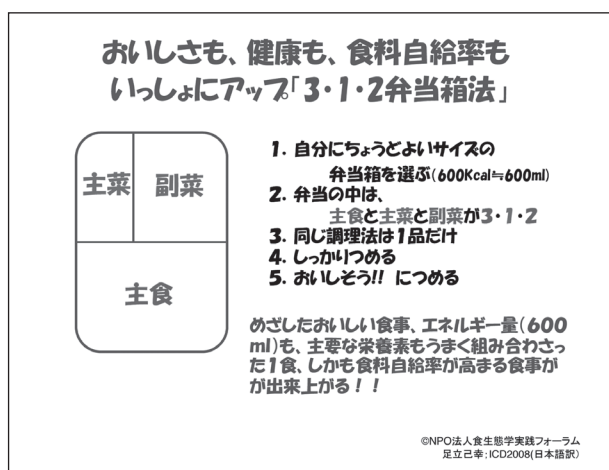 おいしさも、健康も、食料自給率も
いっしょにアップ「3・1・2弁当箱法」
主菜
副菜
主食
1. 自分にちょうどよいサイズの
弁当箱を選ぶ(600Kcal≒600ml)
2. 弁当の中は、
主食と主菜と副菜が3・1・2
3. 同じ調理法は1品だけ
4. しっかりつめる
5. おいしそう!! につめる
めざしたおいしい食事、エネルギー量(600
ml)も、主要な栄養素もうまく組み合わさっ
た1食、しかも食料自給率が高まる食事が
が出来上がる!!
©NPO法人食生態学実践フォーラム
足立己幸;ICD2008(日本語訳)